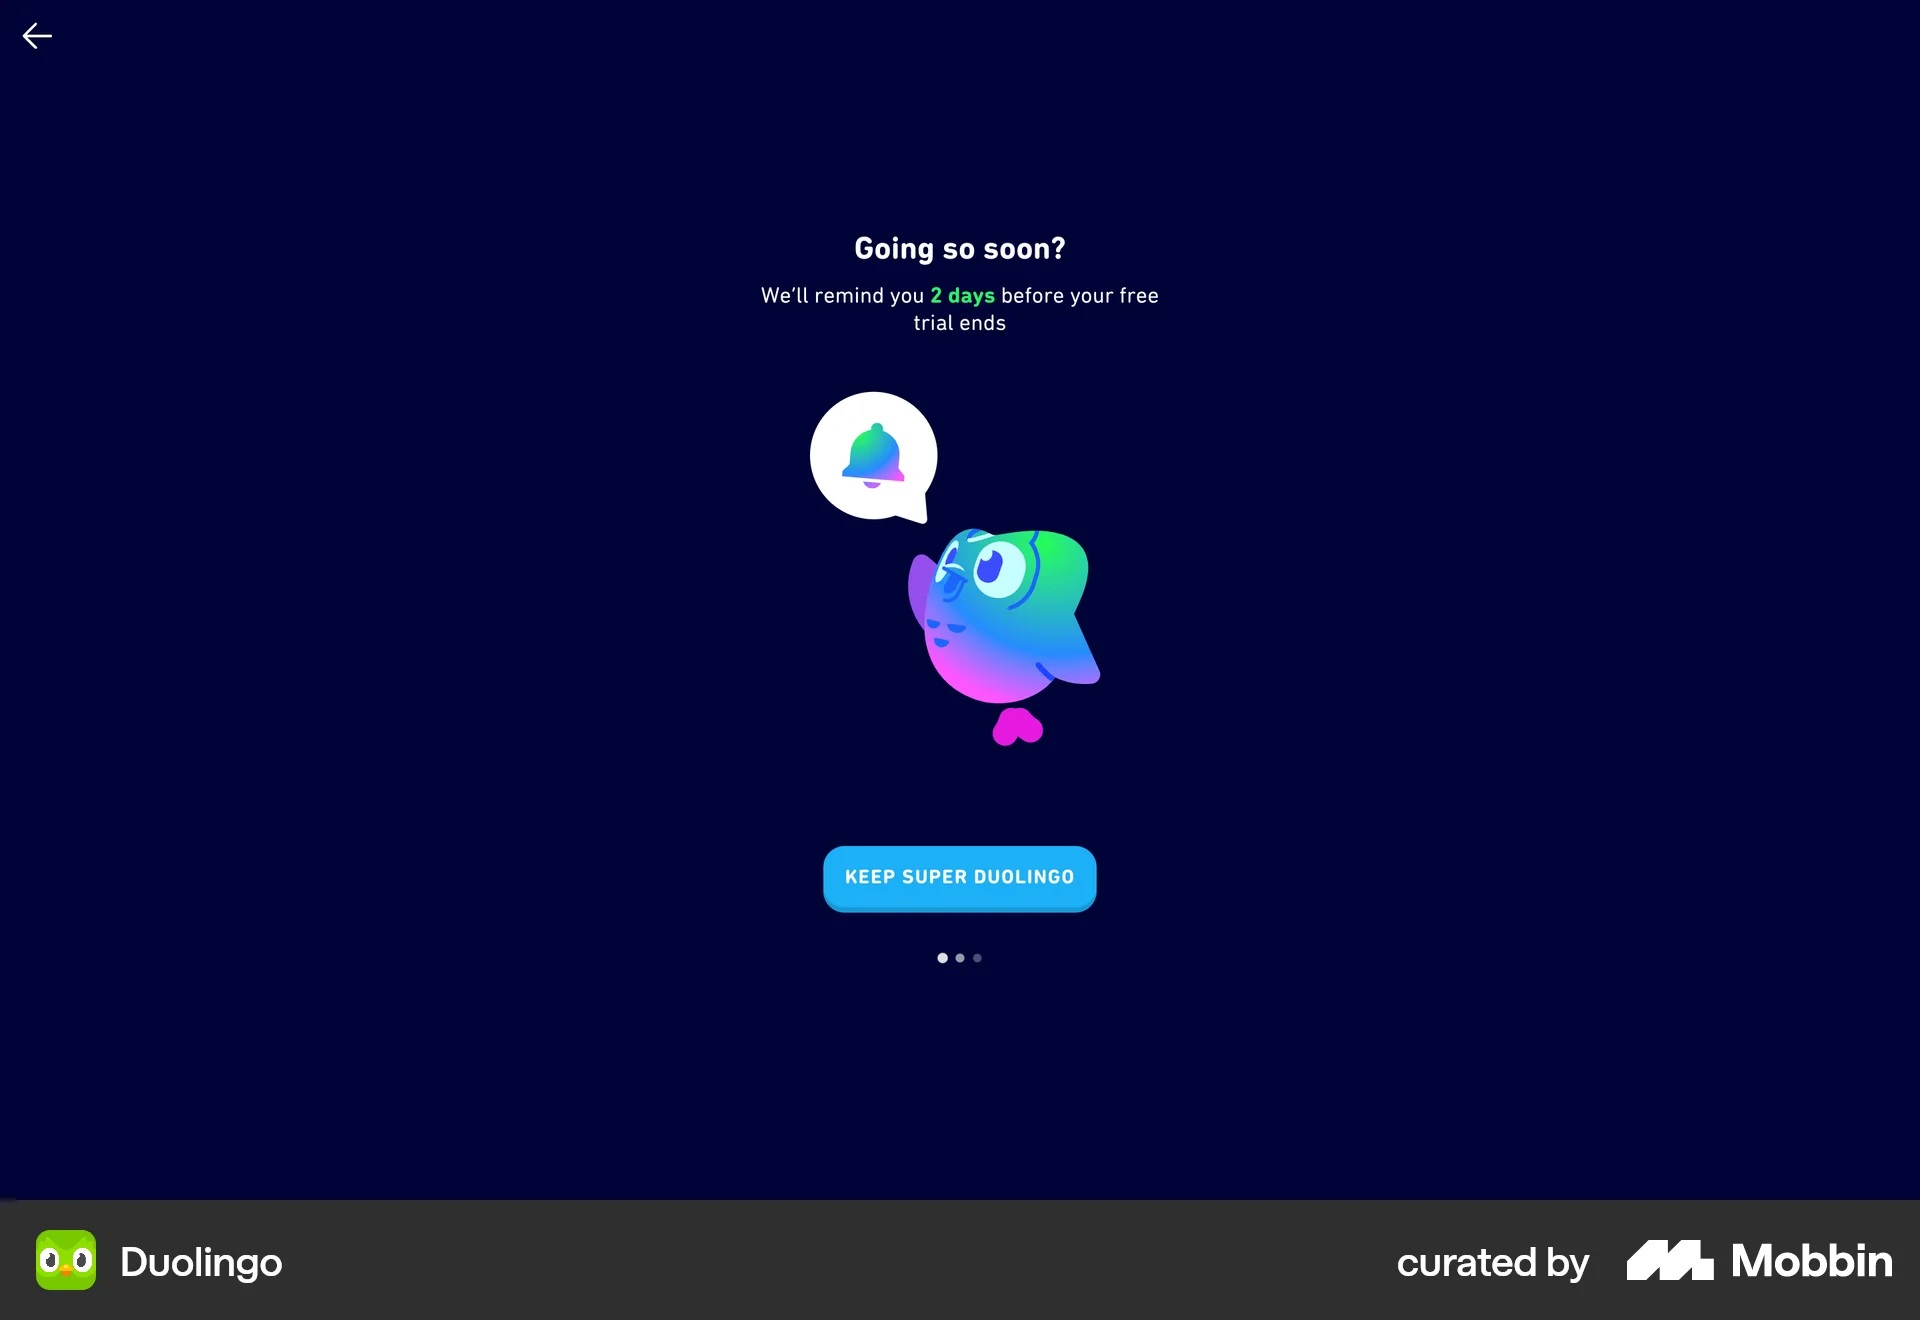 Going so soon?
We’ll remind you 2 days before your free
trial ends
KEEP SUPER DUOLINGO
Duolingo
curated by Mobbin